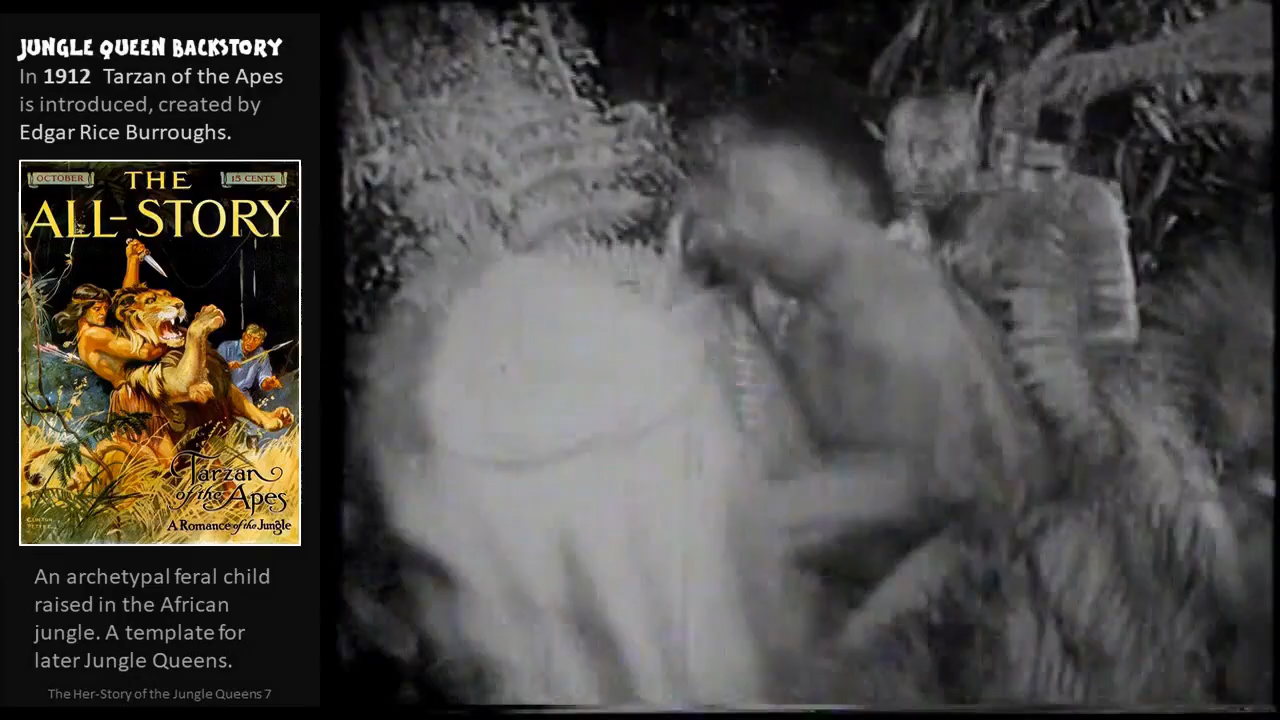 JUNGLE QUEEN BACKSTORY
In 1912 Tarzan of the Apes
is introduced, created by
Edgar Rice Burroughs.
OCTOBER THE 15 CENTS
ALL-STORY
Tarzan
of the Apes
A Romance of the Jungle
An archetypal feral child
raised in the African
jungle. A template for
later Jungle Queens.
The Her-Story of the Jungle Queens 7